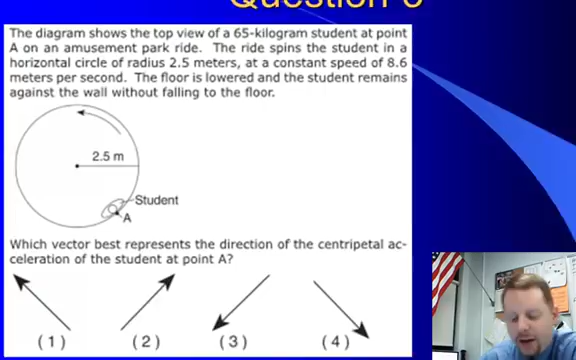 Question 6
The diagram shows the top view of a 65-kilogram student at point
A on an amusement park ride. The ride spins the student in a
horizontal circle of radius 2.5 meters, at a constant speed of 8.6
meters per second. The floor is lowered and the student remains
against the wall without falling to the floor.
2.5 m
Student
A
Which vector best represents the direction of the centripetal ac-
celeration of the student at point A?
(1) (2) (3) (4)